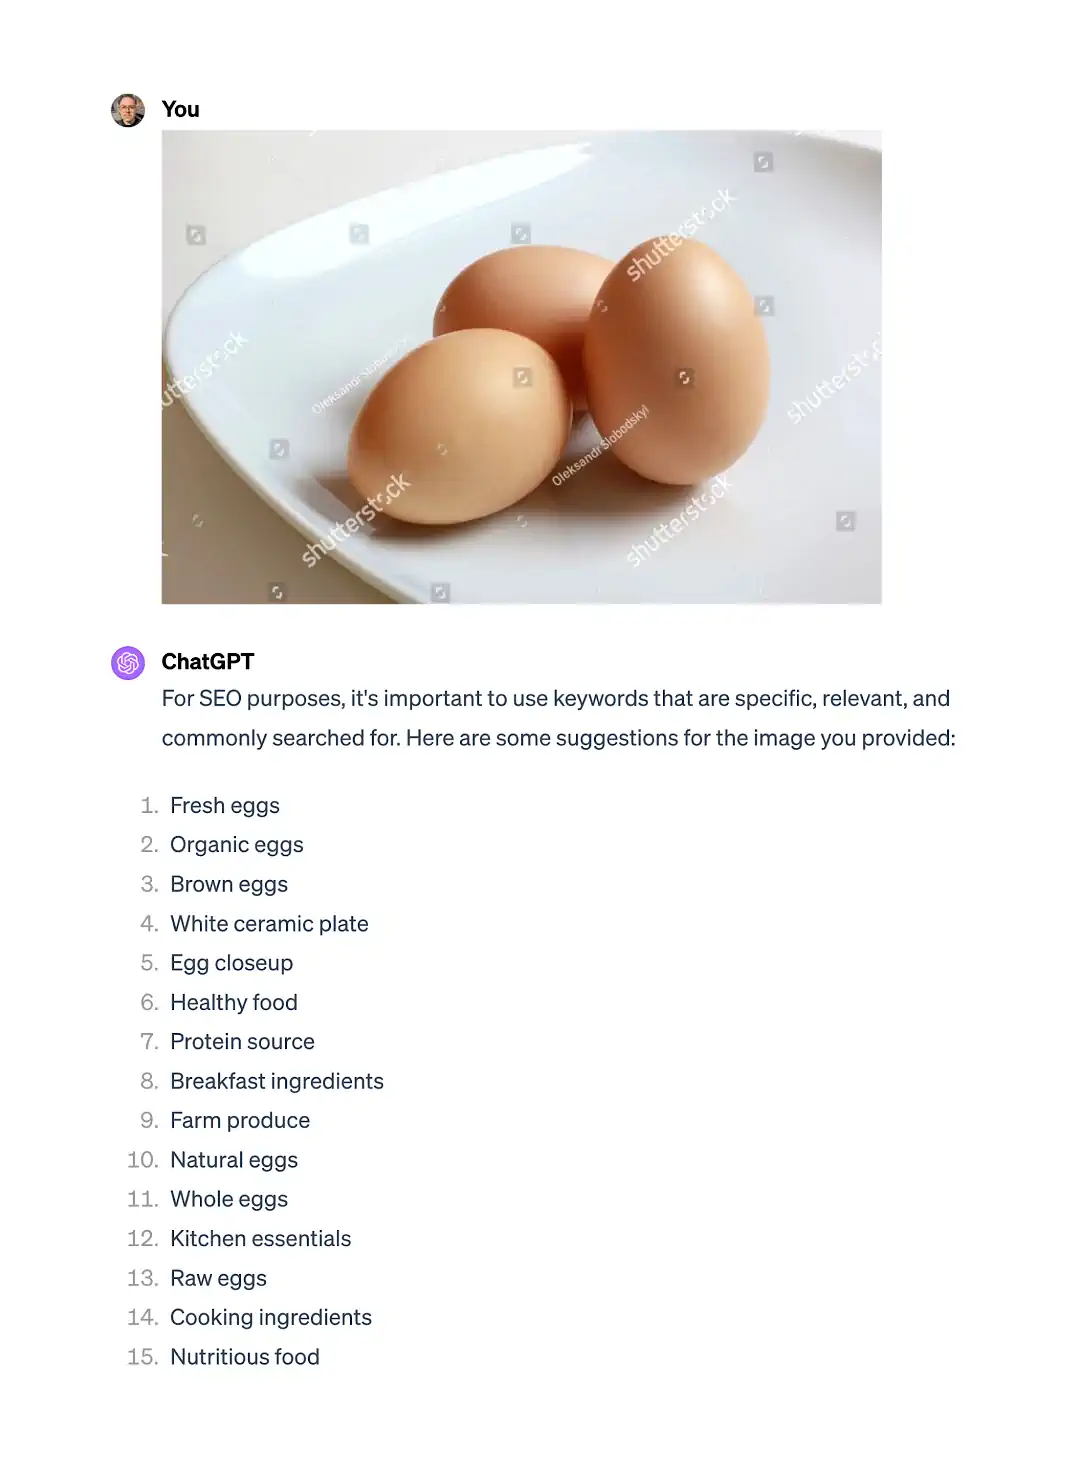 You
shutterstock
shutterstock
shutterstock
Oleksandr Slobodskyi
Oleksandr Slobodskyi
shutterstock
shutterstock
ChatGPT
For SEO purposes, it's important to use keywords that are specific, relevant, and
commonly searched for. Here are some suggestions for the image you provided:
1. Fresh eggs
2. Organic eggs
3. Brown eggs
4. White ceramic plate
5. Egg closeup
6. Healthy food
7. Protein source
8. Breakfast ingredients
9. Farm produce
10. Natural eggs
11. Whole eggs
12. Kitchen essentials
13. Raw eggs
14. Cooking ingredients
15. Nutritious food